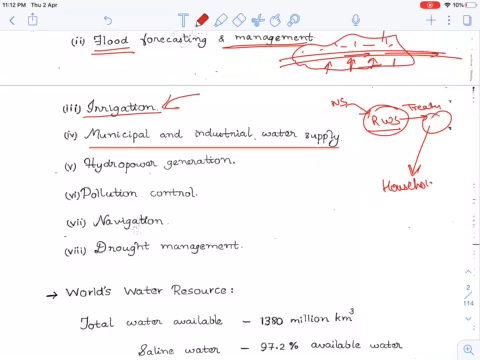 11:12 PM Thu 2 Apr
10%
(ii) Flood forecasting & management
(iii) Irrigation
(iv) Municipal and industrial water supply
(v) Hydropower generation.
(vi) Pollution control.
(vii) Navigation.
(viii) Drought management.
Househol
→ World's Water Resource:
Total water available - 1380 million km³
Saline water - 97.2% available water
2
114